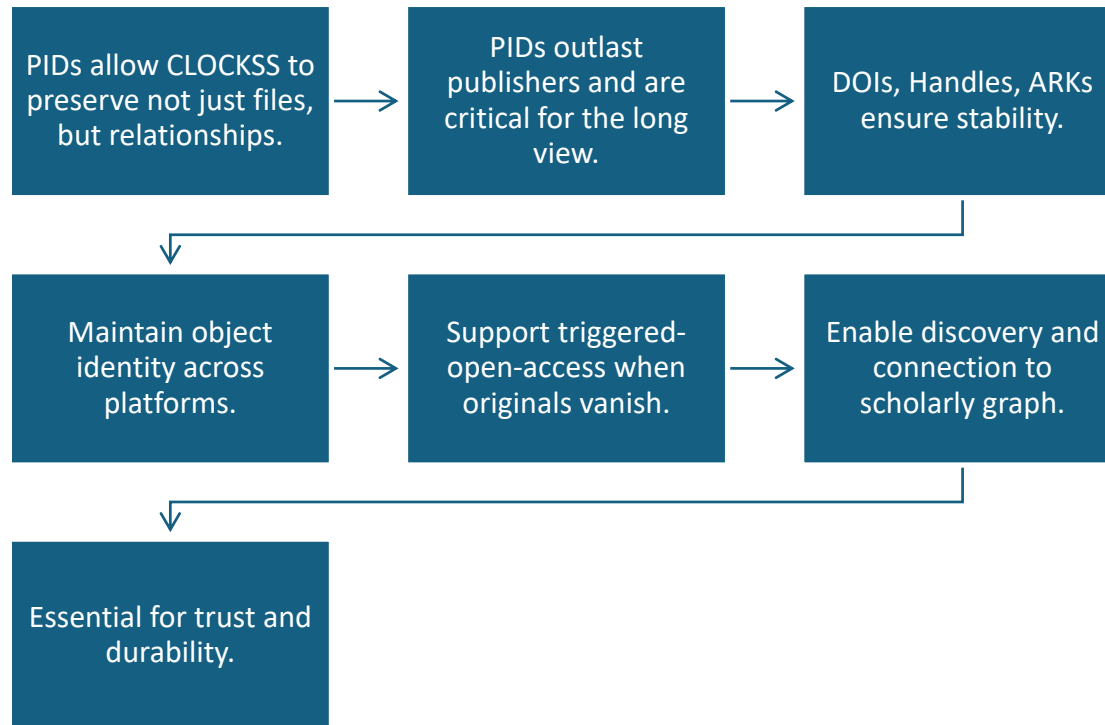 PIDs allow CLOCKSS to
preserve not just files,
but relationships.
PIDs outlast
publishers and are
critical for the long
view.
DOIs, Handles, ARKs
ensure stability.
Maintain object
identity across
platforms.
Support triggered-
open-access when
originals vanish.
Enable discovery and
connection to
scholarly graph.
Essential for trust and
durability.